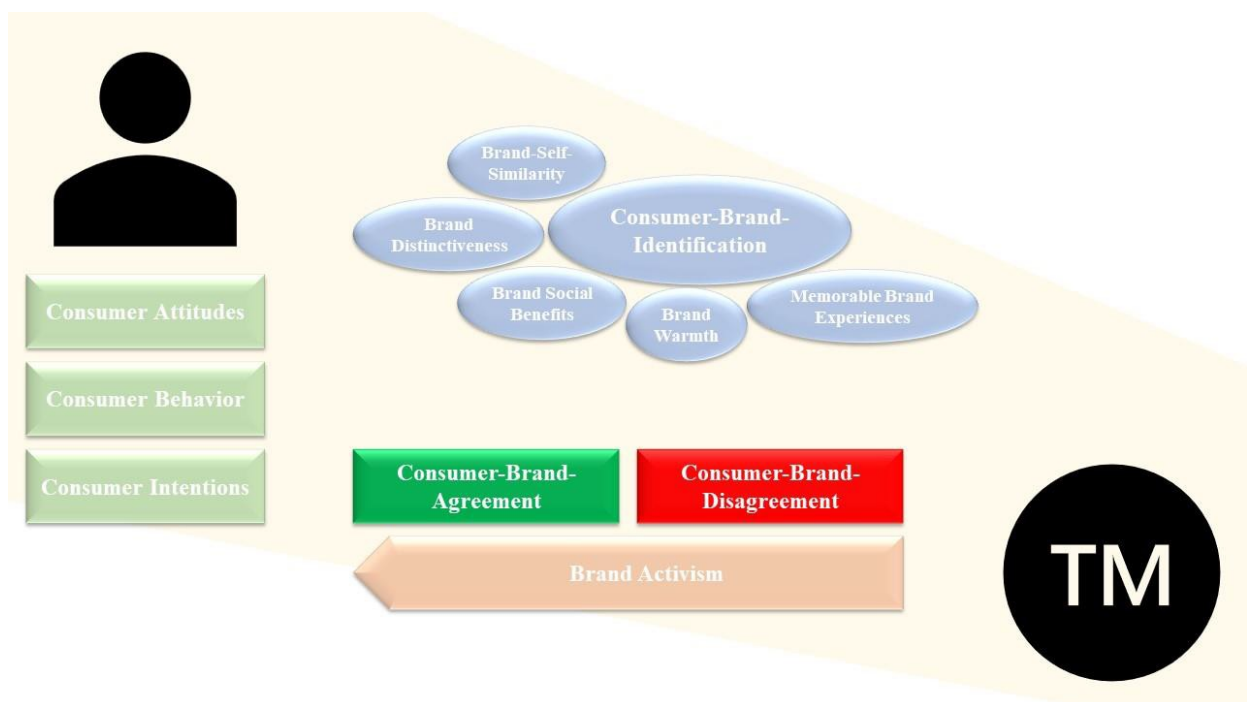 Brand-Self-
Similarity
Consumer-Brand-
Identification
Brand
Distinctiveness
Brand Social
Benefits
Brand
Warmth
Memorable Brand
Experiences
Consumer Attitudes
Consumer Behavior
Consumer Intentions
Consumer-Brand-
Agreement
Consumer-Brand-
Disagreement
Brand Activism
TM